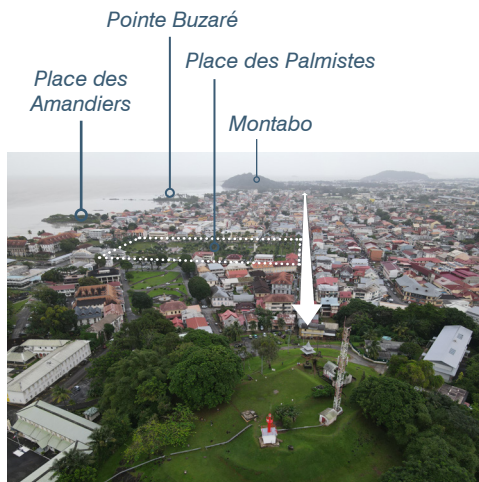 Pointe Buzaré
Place des Palmistes
Place des
Amandiers
Montabo